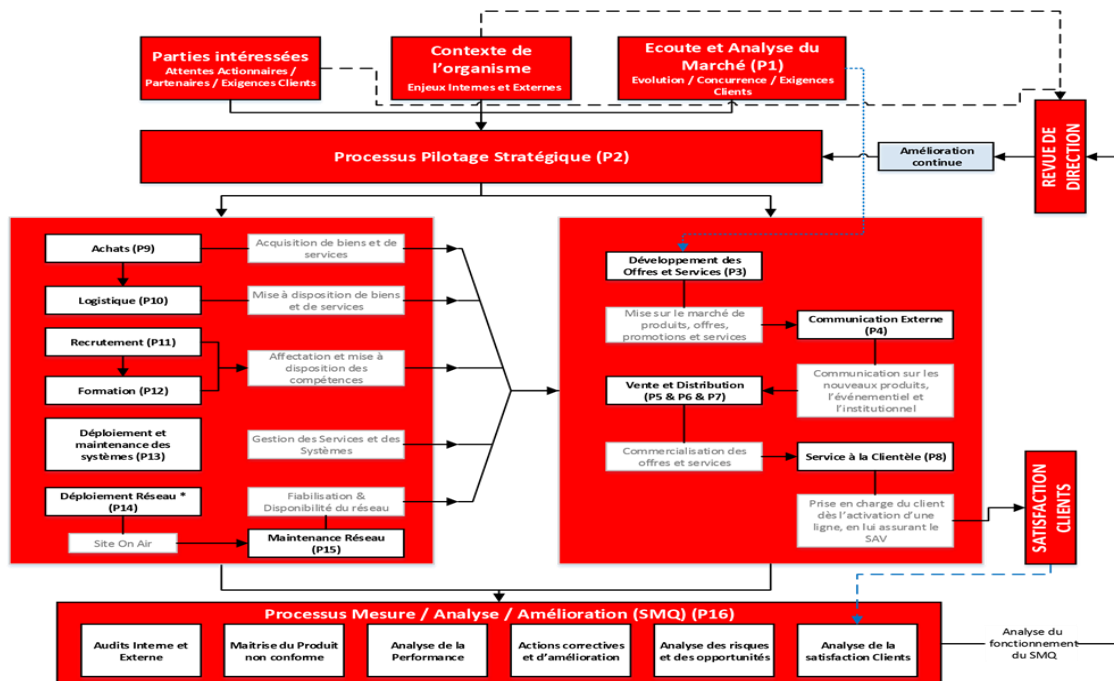 Parties intéressées
Attentes Actionnaires /
Partenaires / Exigences Clients
Contexte de
l'organisme
Enjeux Internes et Externes
Ecoute et Analyse du
Marché (P1)
Evolution / Concurrence / Exigences
Clients
Processus Pilotage Stratégique (P2)
Amélioration
continue
REVUE DE
DIRECTION
Achats (P9)
Acquisition de biens et de
services
Logistique (P10)
Mise à disposition de biens
et de services
Recrutement (P11)
Formation (P12)
Affectation et mise à
disposition des
compétences
Déploiement et
maintenance des
systèmes (P13)
Gestion des Services et des
Systèmes
Déploiement Réseau *
(P14)
Fiabilisation &
Disponibilité du réseau
Site On Air
Maintenance Réseau
(P15)
Développement des
Offres et Services (P3)
Mise sur le marché de
produits, offres,
promotions et services
Communication Externe
(P4)
Vente et Distribution
(P5 & P6 & P7)
Communication sur les
nouveaux produits,
l'événementiel et
l'institutionnel
Commercialisation des
offres et services
Service à la Clientèle (P8)
Prise en charge du client
dès l'activation d'une
ligne, en lui assurant le
SAV
SATISFACTION
CLIENTS
Processus Mesure / Analyse / Amélioration (SMQ) (P16)
Audits Interne et
Externe
Maitrise du Produit
non conforme
Analyse de la
Performance
Actions correctives
et d'amélioration
Analyse des risques
et des opportunités
Analyse de la
satisfaction Clients
Analyse du
fonctionnement
du SMQ